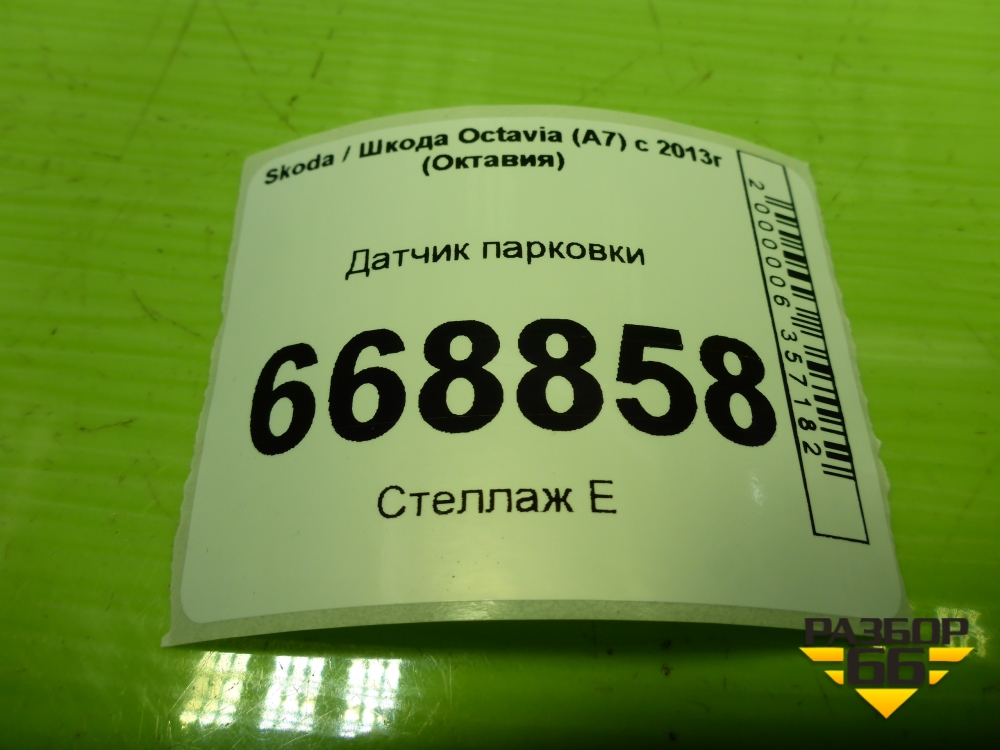 Skoda / Шкода Octavia (A7) с 2013г
(Октавия)
Датчик парковки
668858
Стеллаж Е
2000006357182
РАЗБОР
66